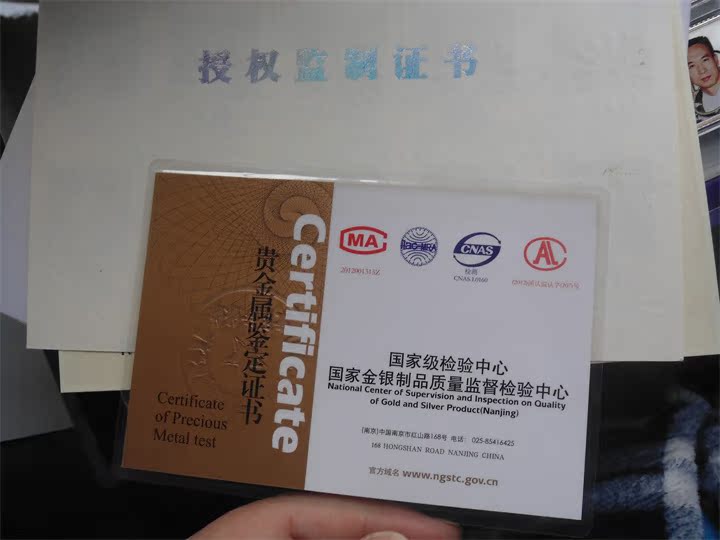 授权监制证书
Certificate
贵金属鉴定证书
Certificate
of Precious
Metal test
MA
ilac-MRA
CNAS
AL
检测
国家级检验中心
国家金银制品质量监督检验中心
National Center of Supervision and Inspection on Quality
of Gold and Silver Product(Nanjing)
(南京)中国南京市红山路168号 电话: 025-85416425
168 HONGSHAN ROAD NANJING CHINA
官方域名 www.ngstc.gov.cn